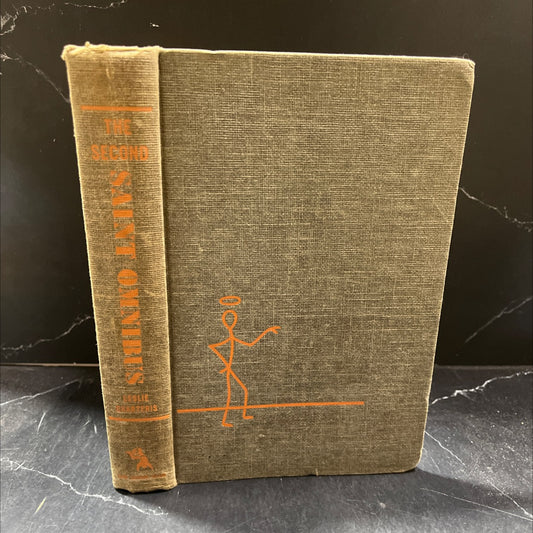 THE
SECOND
SAINT OMNIBUS
LESLIE
CHARTERIS